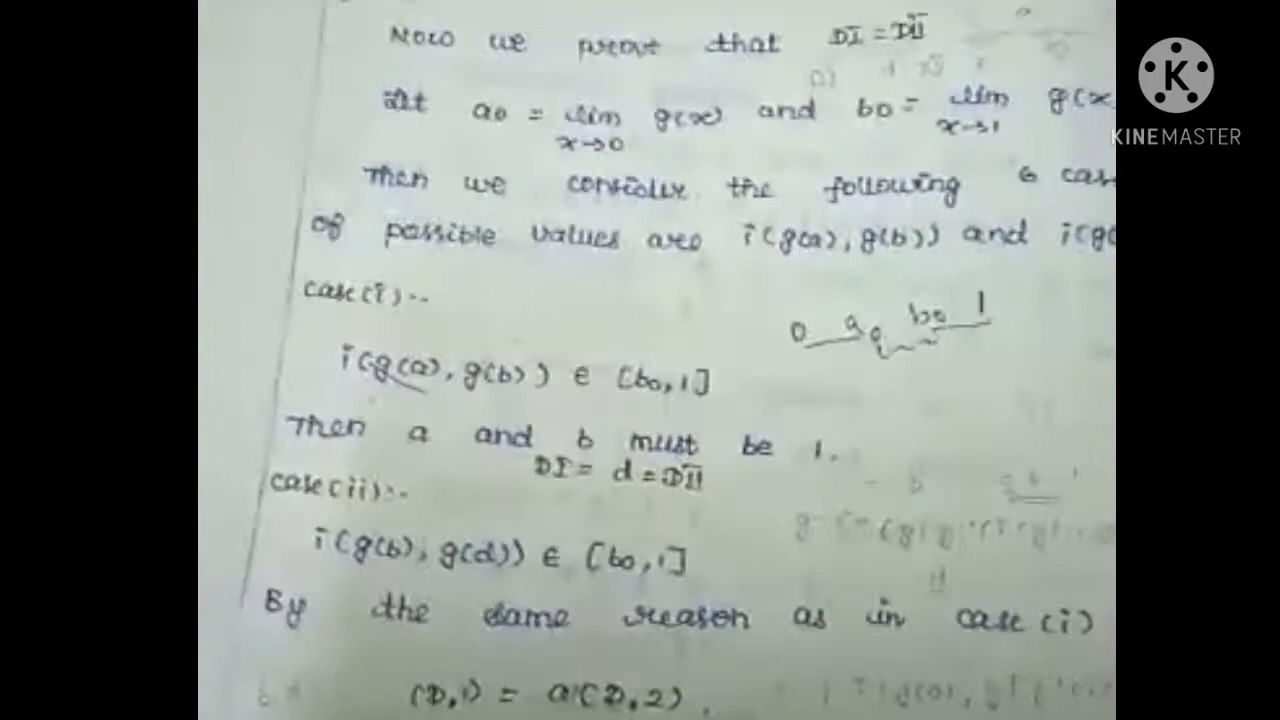 Now we prove that DI = DII
Let a0 = lim g(x) and b0 = lim g(x
x→0 x→1
Then we consider the following 6 cas
of possible values are i(g(a), g(b)) and i(g(
case(i):-
0 a0 b0 1
i(g(a), g(b)) ∈ [b0, 1]
Then a and b must be 1.
DI = d = DII
case(ii):-
i(g(b), g(d)) ∈ [b0, 1]
By the same reason as in case(i)
(D,1) = a(D,2).
K
KINEMASTER